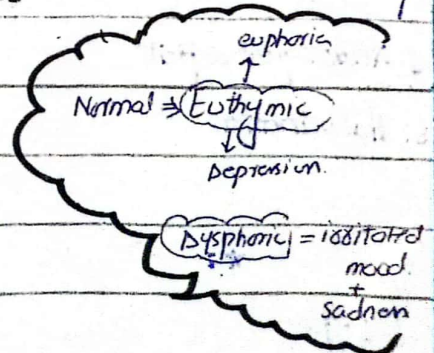 euphoria
↑
Normal ⇒ Euthymic
↓
Depression.
Dysphoric = irritated
mood
+
Sadness